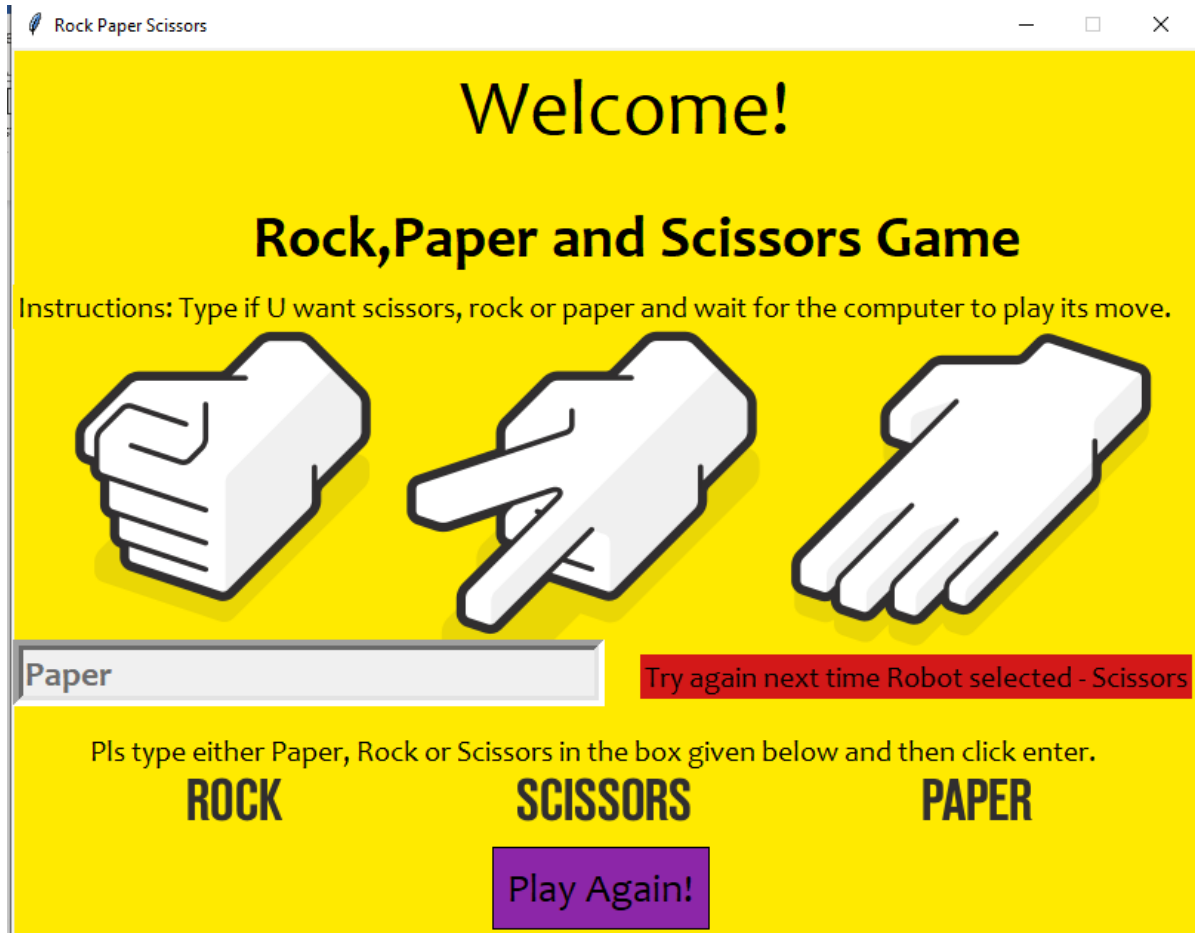 Rock Paper Scissors
Welcome!
Rock,Paper and Scissors Game
Instructions: Type if U want scissors, rock or paper and wait for the computer to play its move.
Paper
Try again next time Robot selected - Scissors
Pls type either Paper, Rock or Scissors in the box given below and then click enter.
ROCK SCISSORS PAPER
Play Again!